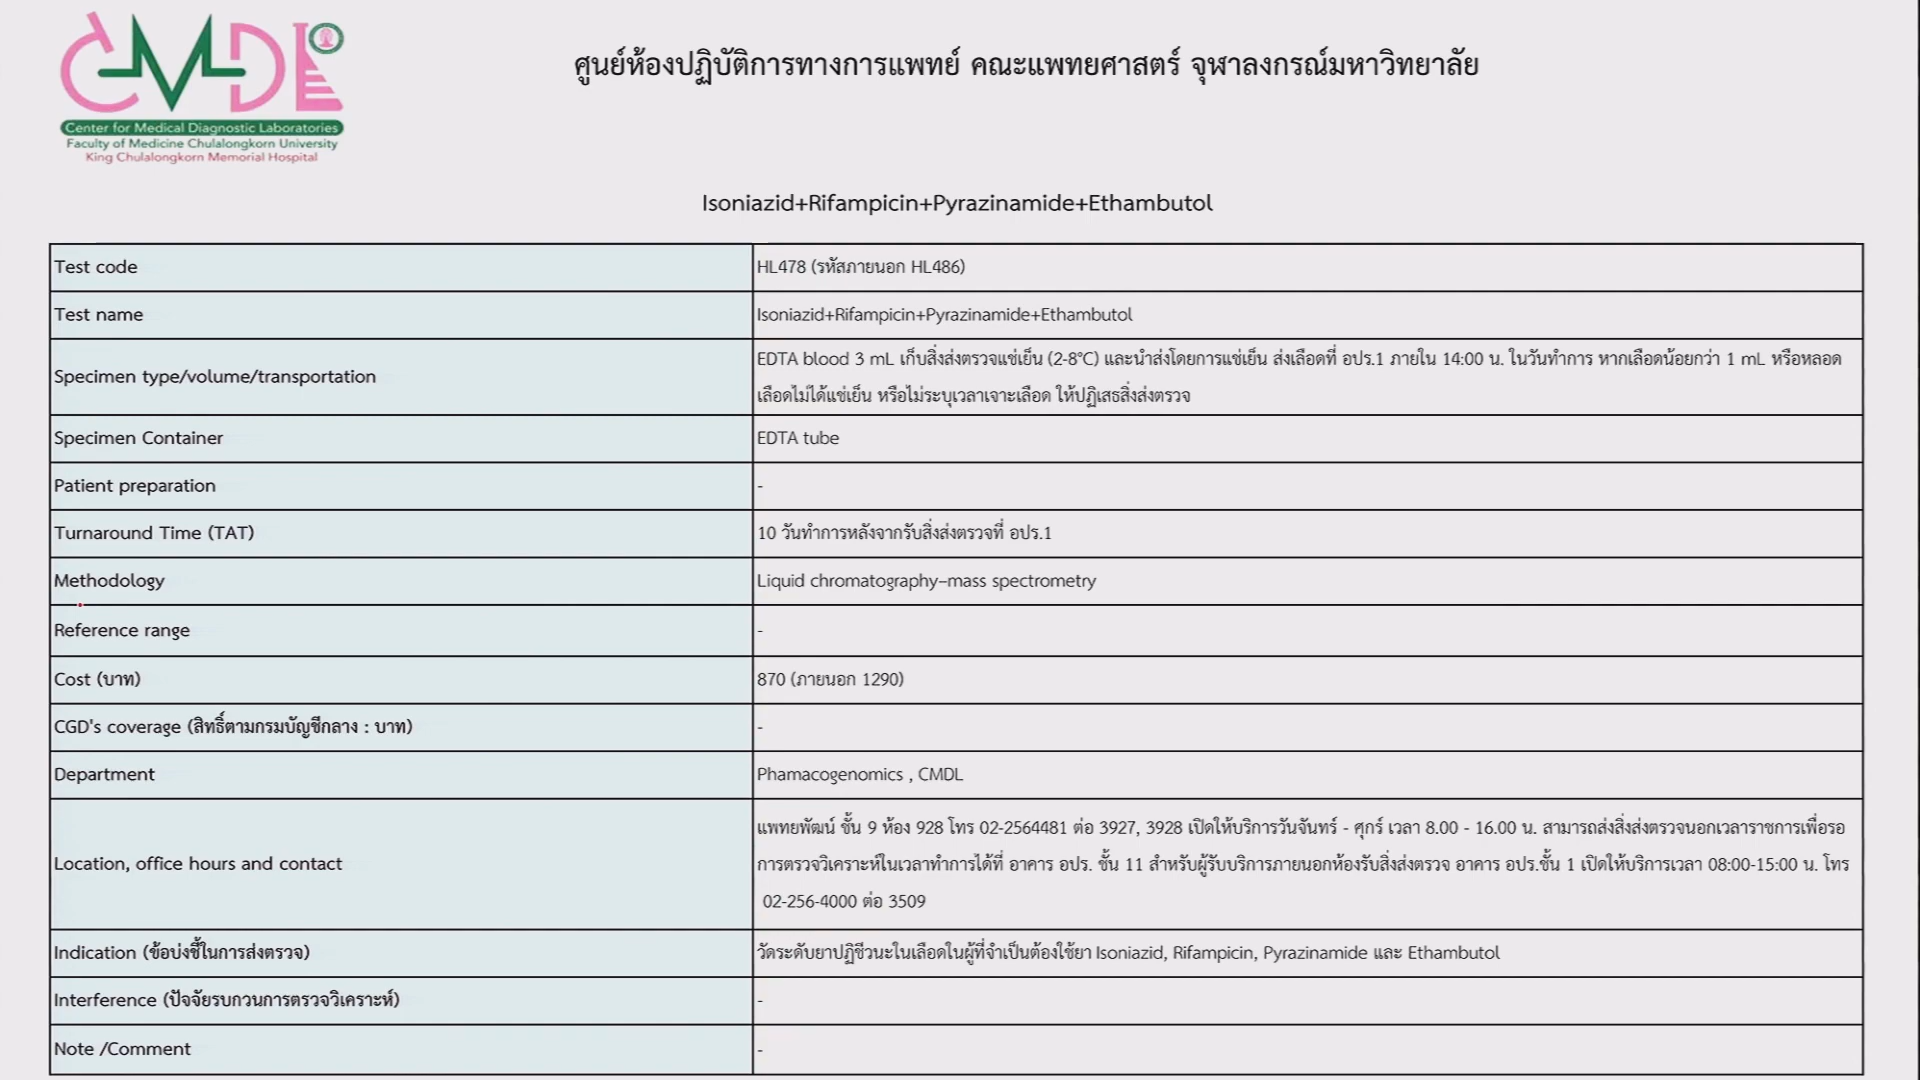 CMDL
Center for Medical Diagnostic Laboratories
Faculty of Medicine Chulalongkorn University
King Chulalongkorn Memorial Hospital
ศูนย์ห้องปฏิบัติการทางการแพทย์ คณะแพทยศาสตร์ จุฬาลงกรณ์มหาวิทยาลัย
Isoniazid+Rifampicin+Pyrazinamide+Ethambutol
Test code
HL478 (รหัสภายนอก HL486)
Test name
Isoniazid+Rifampicin+Pyrazinamide+Ethambutol
Specimen type/volume/transportation
EDTA blood 3 mL เก็บสิ่งส่งตรวจแช่เย็น (2-8°C) และนำส่งโดยการแช่เย็น ส่งเลือดที่ อปร.1 ภายใน 14:00 น. ในวันทำการ หากเลือดน้อยกว่า 1 mL หรือหลอด
เลือดไม่ได้แช่เย็น หรือไม่ระบุเวลาเจาะเลือด ให้ปฏิเสธสิ่งส่งตรวจ
Specimen Container
EDTA tube
Patient preparation
-
Turnaround Time (TAT)
10 วันทำการหลังจากรับสิ่งส่งตรวจที่ อปร.1
Methodology
Liquid chromatography–mass spectrometry
Reference range
-
Cost (บาท)
870 (ภายนอก 1290)
CGD's coverage (สิทธิ์ตามกรมบัญชีกลาง : บาท)
-
Department
Phamacogenomics , CMDL
Location, office hours and contact
แพทยพัฒน์ ชั้น 9 ห้อง 928 โทร 02-2564481 ต่อ 3927, 3928 เปิดให้บริการวันจันทร์ - ศุกร์ เวลา 8.00 - 16.00 น. สามารถส่งสิ่งส่งตรวจนอกเวลาราชการเพื่อรอ
การตรวจวิเคราะห์ในเวลาทำการได้ที่ อาคาร อปร. ชั้น 11 สำหรับผู้รับบริการภายนอกห้องรับสิ่งส่งตรวจ อาคาร อปร.ชั้น 1 เปิดให้บริการเวลา 08:00-15:00 น. โทร
02-256-4000 ต่อ 3509
Indication (ข้อบ่งชี้ในการส่งตรวจ)
วัดระดับยาปฏิชีวนะในเลือดในผู้ที่จำเป็นต้องใช้ยา Isoniazid, Rifampicin, Pyrazinamide และ Ethambutol
Interference (ปัจจัยรบกวนการตรวจวิเคราะห์)
-
Note /Comment
-